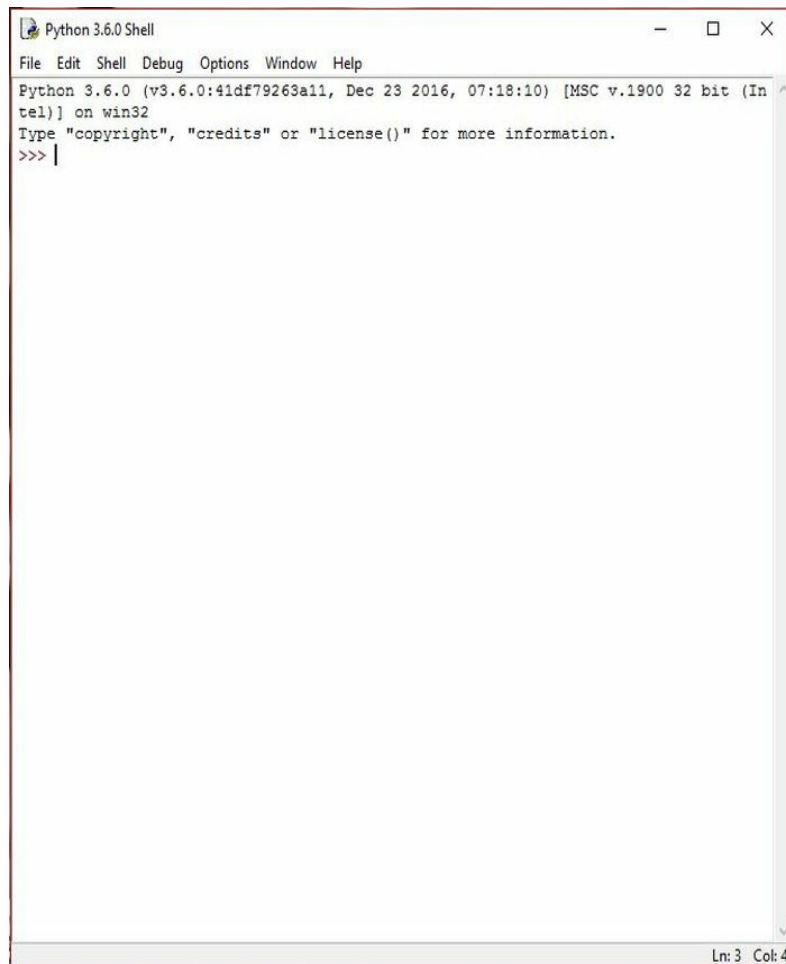 Python 3.6.0 Shell
File Edit Shell Debug Options Window Help
Python 3.6.0 (v3.6.0:41df79263a11, Dec 23 2016, 07:18:10) [MSC v.1900 32 bit (In
tel)] on win32
Type "copyright", "credits" or "license()" for more information.
>>>
Ln: 3 Col: 4